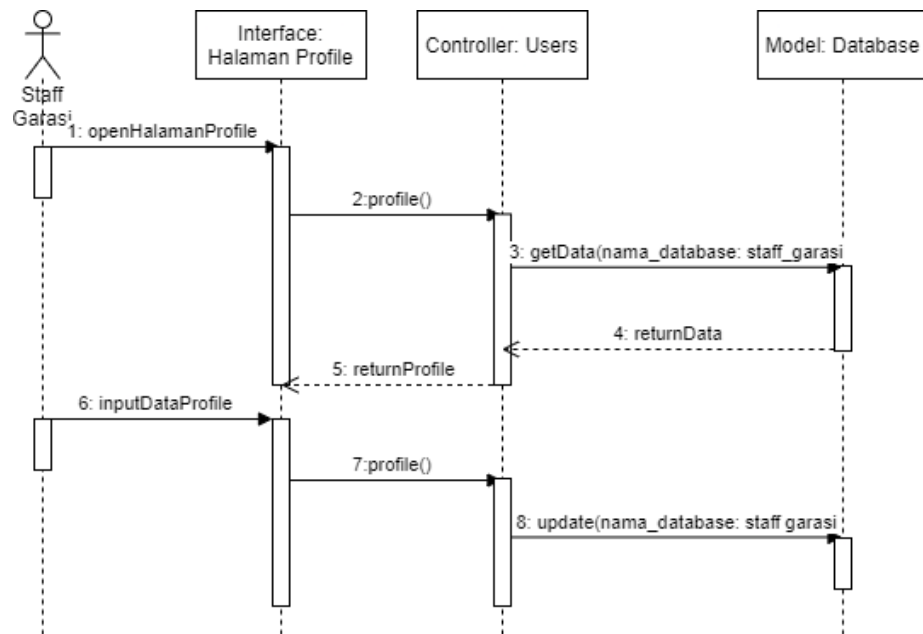 Interface:
Halaman Profile
Controller: Users
Model: Database
Staff
Garasi
1: openHalamanProfile
2:profile()
3: getData(nama_database: staff_garasi
4: returnData
5: returnProfile
6: inputDataProfile
7:profile()
8: update(nama_database: staff garasi